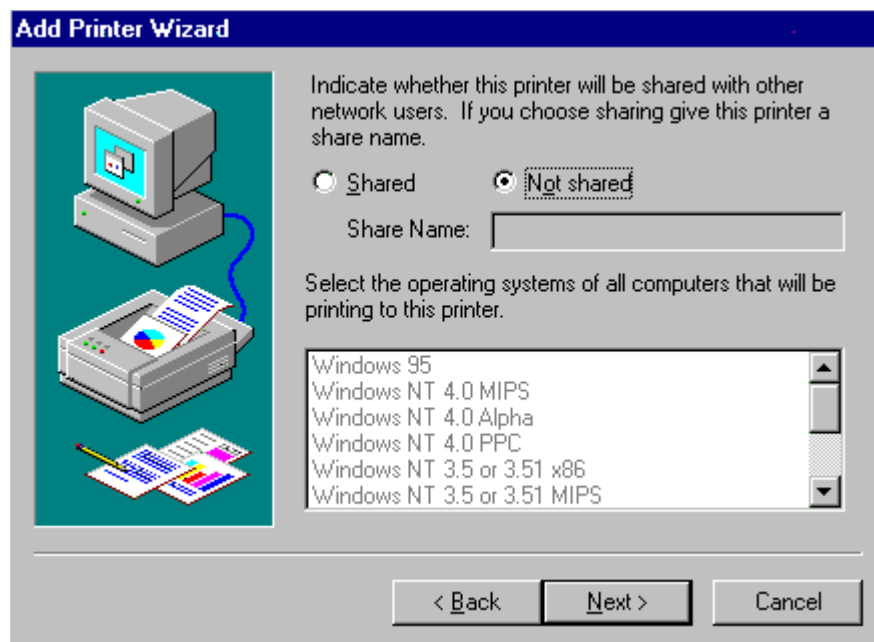 Add Printer Wizard
Indicate whether this printer will be shared with other
network users.  If you choose sharing give this printer a
share name.
Shared Not shared
Share Name:
Select the operating systems of all computers that will be
printing to this printer.
Windows 95
Windows NT 4.0 MIPS
Windows NT 4.0 Alpha
Windows NT 4.0 PPC
Windows NT 3.5 or 3.51 x86
Windows NT 3.5 or 3.51 MIPS
< Back Next > Cancel